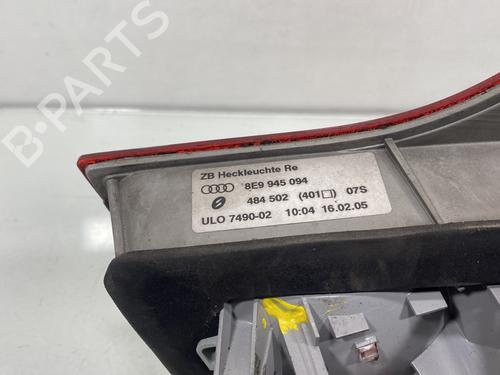 B-PARTS
ZB Heckleuchte Re
8E9 945 094
484 502 (401□) 07S
ULO 7490-02 10:04 16.02.05